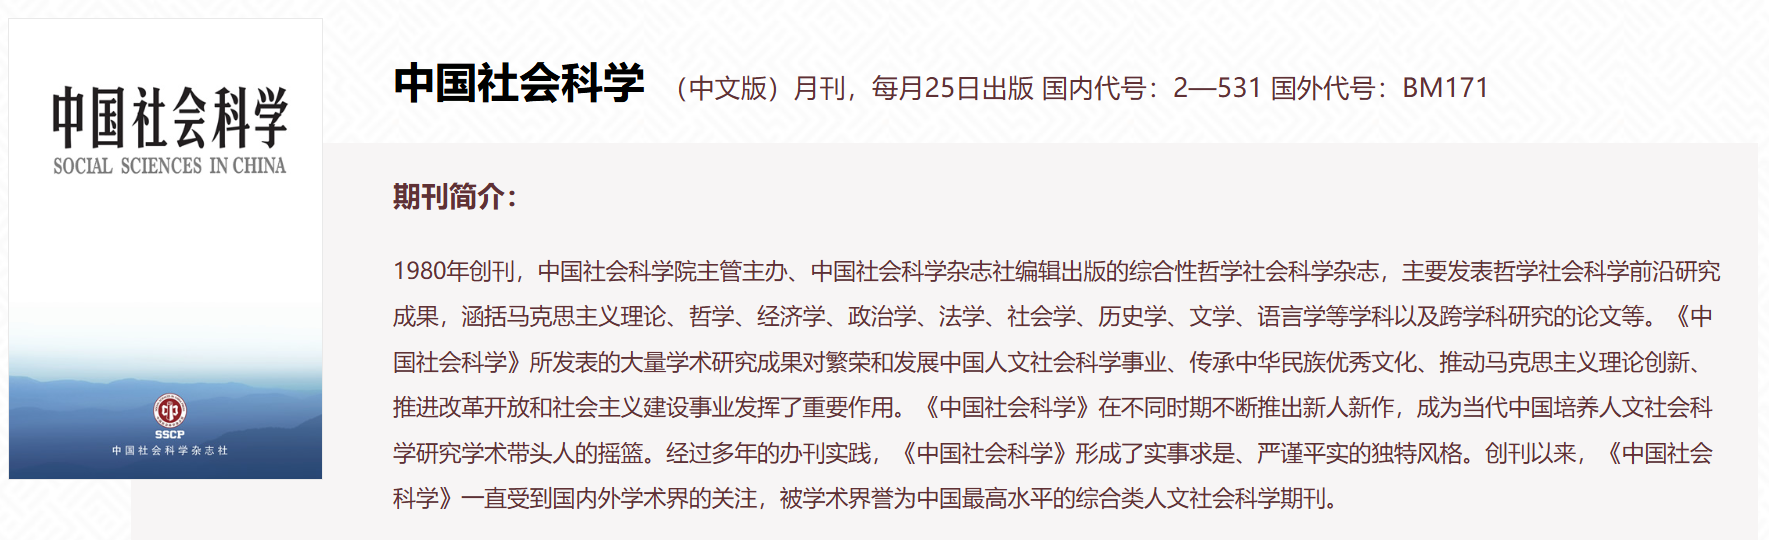 中国社会科学
SOCIAL SCIENCES IN CHINA
SSCP
中国社会科学杂志社
中国社会科学 （中文版）月刊，每月25日出版 国内代号：2—531 国外代号：BM171
期刊简介：
1980年创刊，中国社会科学院主管主办、中国社会科学杂志社编辑出版的综合性哲学社会科学杂志，主要发表哲学社会科学前沿研究
成果，涵括马克思主义理论、哲学、经济学、政治学、法学、社会学、历史学、文学、语言学等学科以及跨学科研究的论文等。《中
国社会科学》所发表的大量学术研究成果对繁荣和发展中国人文社会科学事业、传承中华民族优秀文化、推动马克思主义理论创新、
推进改革开放和社会主义建设事业发挥了重要作用。《中国社会科学》在不同时期不断推出新人新作，成为当代中国培养人文社会科
学研究学术带头人的摇篮。经过多年的办刊实践，《中国社会科学》形成了实事求是、严谨平实的独特风格。创刊以来，《中国社会
科学》一直受到国内外学术界的关注，被学术界誉为中国最高水平的综合类人文社会科学期刊。